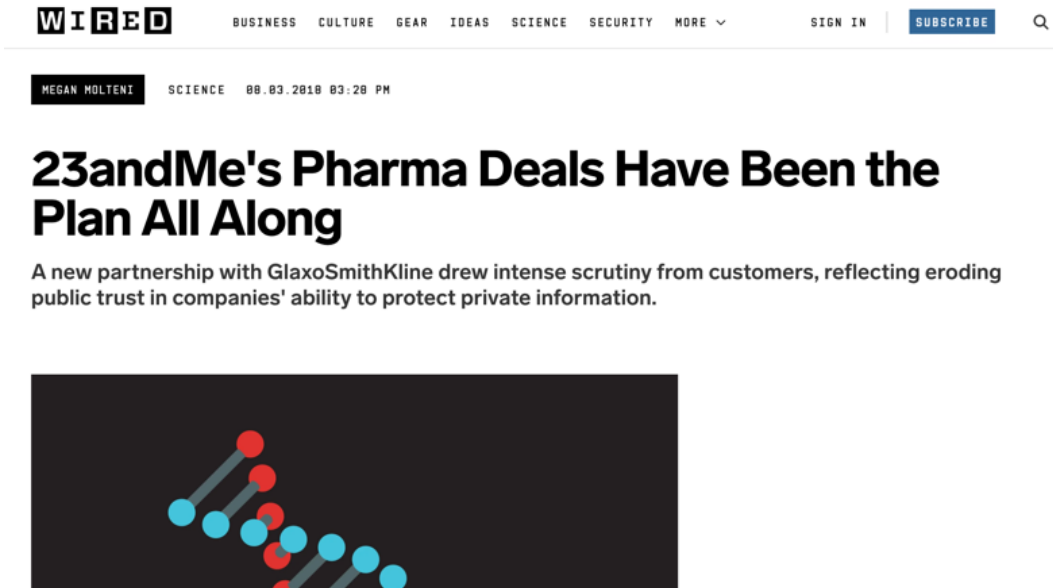 WIRED BUSINESS CULTURE GEAR IDEAS SCIENCE SECURITY MORE SIGN IN SUBSCRIBE
MEGAN MOLTENI SCIENCE 08.03.2018 03:28 PM
23andMe's Pharma Deals Have Been the
Plan All Along
A new partnership with GlaxoSmithKline drew intense scrutiny from customers, reflecting eroding
public trust in companies' ability to protect private information.